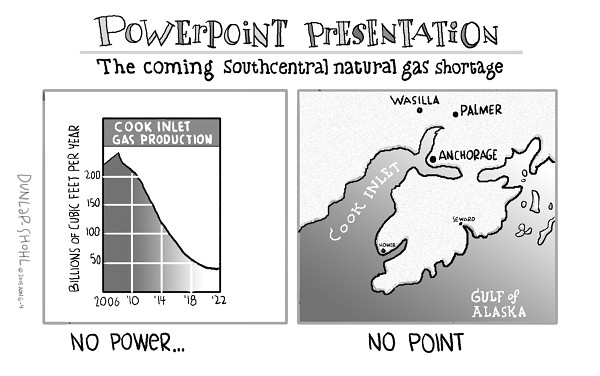 POWERPOINT PRESENTATION
The coming Southcentral natural gas shortage
COOK INLET
GAS PRODUCTION
BILLIONS OF CUBIC FEET PER YEAR
200
150
100
50
2006 '10 '14 '18 '22
NO POWER...
WASILLA
PALMER
ANCHORAGE
COOK INLET
SEWARD
HOMER
GULF of
ALASKA
NO POINT
DUNLAP-SHOHL